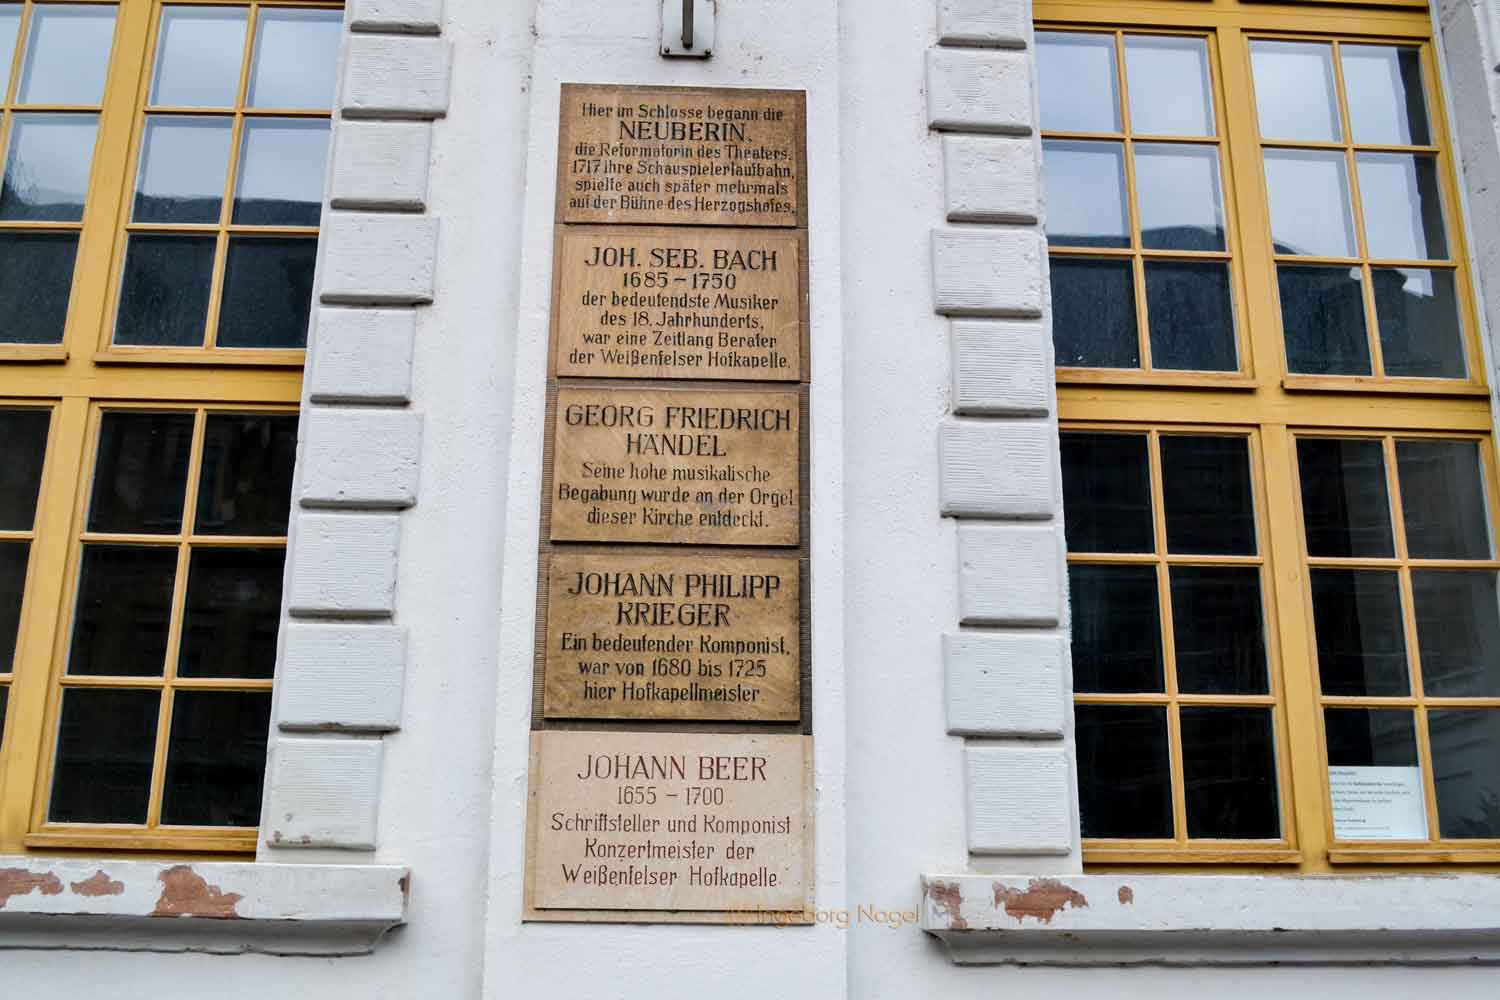 Hier im Schlosse begann die
NEUBERIN,
die Reformatorin des Theaters,
1717 ihre Schauspielerlaufbahn,
spielte auch später mehrmals
auf der Bühne des Herzogshofes.
JOH. SEB. BACH
1685 – 1750
der bedeutendste Musiker
des 18. Jahrhunderts,
war eine Zeitlang Berater
der Weißenfelser Hofkapelle.
GEORG FRIEDRICH
HÄNDEL
Seine hohe musikalische
Begabung wurde an der Orgel
dieser Kirche entdeckt.
JOHANN PHILIPP
KRIEGER
Ein bedeutender Komponist,
war von 1680 bis 1725
hier Hofkapellmeister.
JOHANN BEER
1655 – 1700
Schriftsteller und Komponist
Konzertmeister der
Weißenfelser Hofkapelle
Ingeborg Nagel